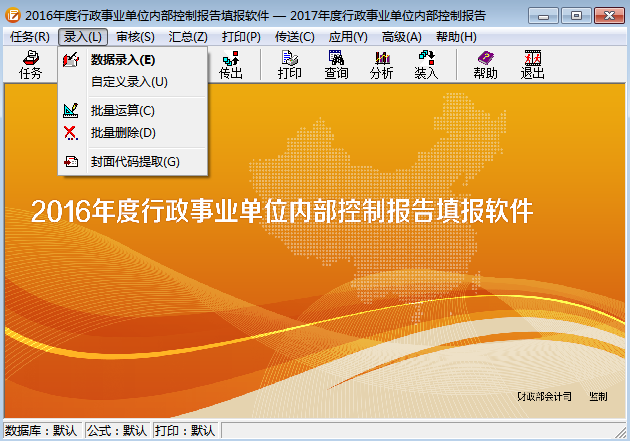 2016年度行政事业单位内部控制报告填报软件 — 2017年度行政事业单位内部控制报告
任务(R) 录入(L) 审核(S) 汇总(Z) 打印(P) 传送(C) 应用(Y) 高级(A) 帮助(H)
任务 传出 打印 查询 分析 装入 帮助 退出
数据录入(E)
自定义录入(U)
批量运算(C)
批量删除(D)
封面代码提取(G)
2016年度行政事业单位内部控制报告填报软件
财政部会计司 监制
数据库：默认 公式：默认 打印：默认